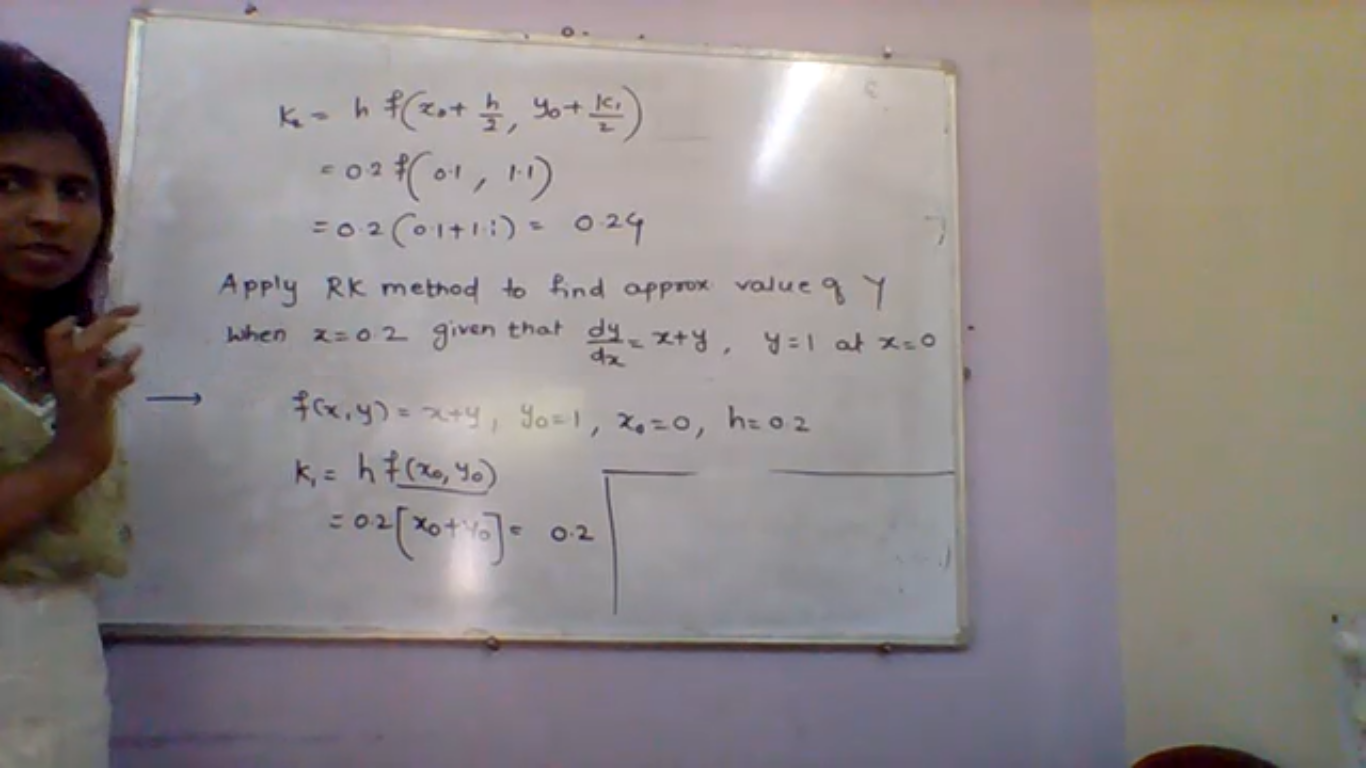 K₂ = h f(x₀ + h/2, y₀ + k₁/2)
= 0.2 f(0.1, 1.1)
= 0.2 (0.1+1.1) = 0.24
Apply RK method to find approx value of Y
when x=0.2 given that dy/dx = x+y, y=1 at x=0
→ f(x,y) = x+y, y₀=1, x₀=0, h=0.2
K₁ = h f(x₀, y₀)
= 0.2 [x₀+y₀] = 0.2